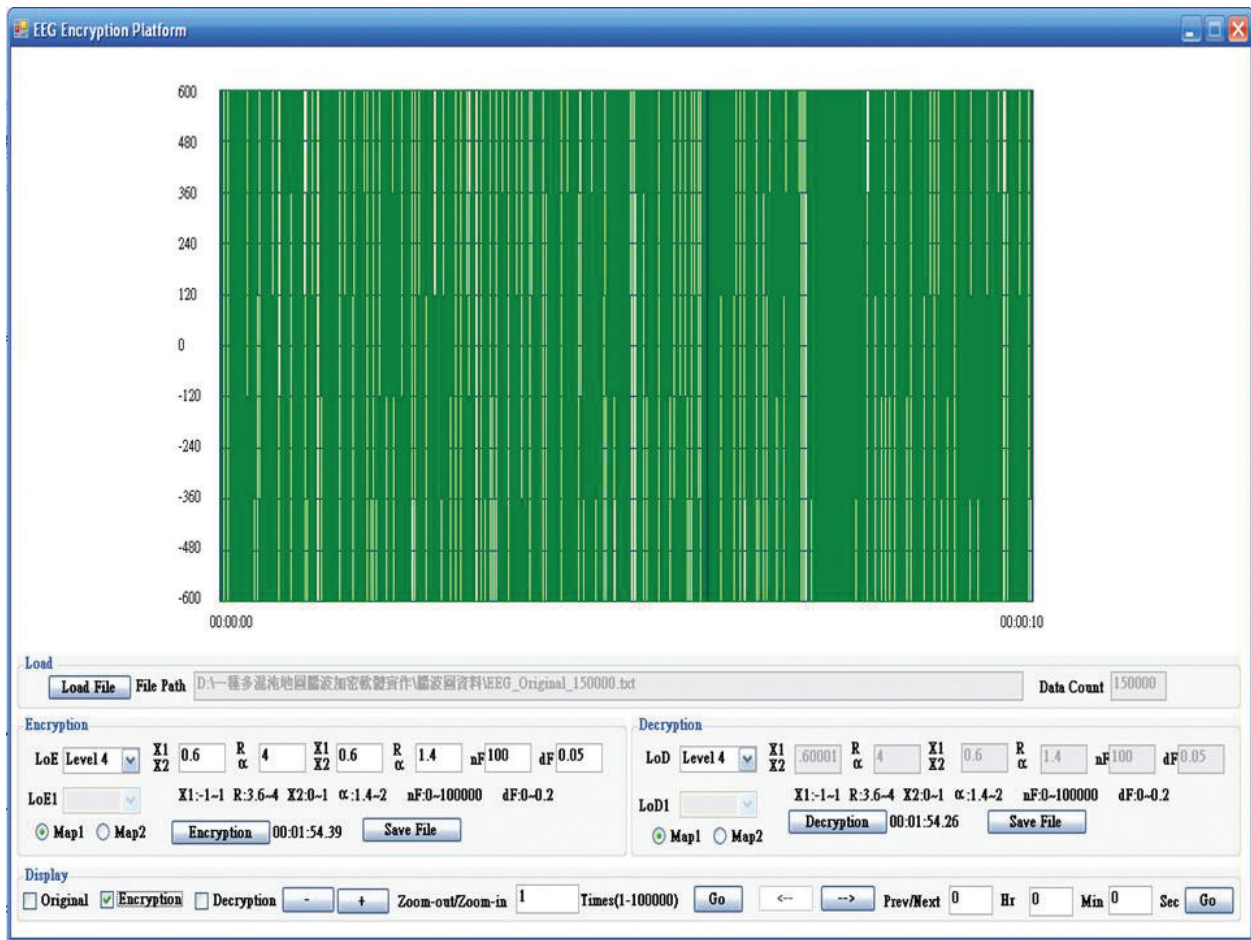 EEG Encryption Platform
600
480
360
240
120
0
-120
-240
-360
-480
-600
00:00:00 00:00:10
Load
Load File File Path D:\一種多混沌地圖腦波加密軟體實作\腦波圖資料\EEG_Original_150000.txt Data Count 150000
Encryption
LoE Level 4 X1 X2 0.6 R α 4 X1 X2 0.6 R α 1.4 nF 100 dF 0.05
LoE1 X1:-1~1 R:3.6~4 X2:0~1 α:1.4~2 nF:0~100000 dF:0~0.2
Map1 Map2 Encryption 00:01:54.39 Save File
Decryption
LoD Level 4 X1 X2 .60001 R α 4 X1 X2 0.6 R α 1.4 nF 100 dF 0.05
LoD1 X1:-1~1 R:3.6~4 X2:0~1 α:1.4~2 nF:0~100000 dF:0~0.2
Map1 Map2 Decryption 00:01:54.26 Save File
Display
Original Encryption Decryption - + Zoom-out/Zoom-in 1 Times(1-100000) Go <-- --> Prev/Next 0 Hr 0 Min 0 Sec Go